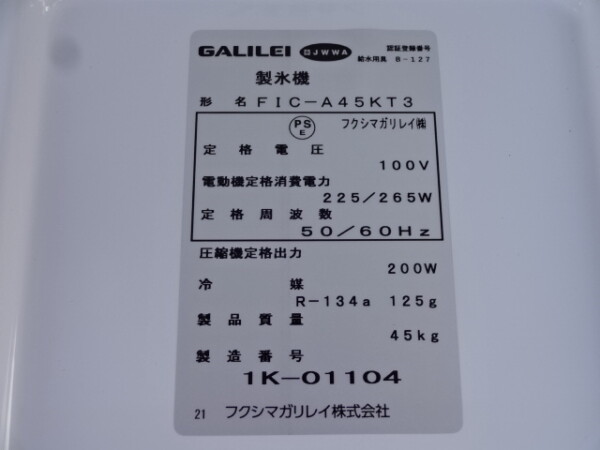 GALILEI JWWA 認証登録番号
給水用具 B-127
製氷機
形名 FIC-A45KT3
PSE フクシマガリレイ㈱
定格電圧
100V
電動機定格消費電力
225/265W
定格周波数
50/60Hz
圧縮機定格出力
200W
冷媒
R-134a 125g
製品質量
45kg
製造番号
1K-01104
21 フクシマガリレイ株式会社